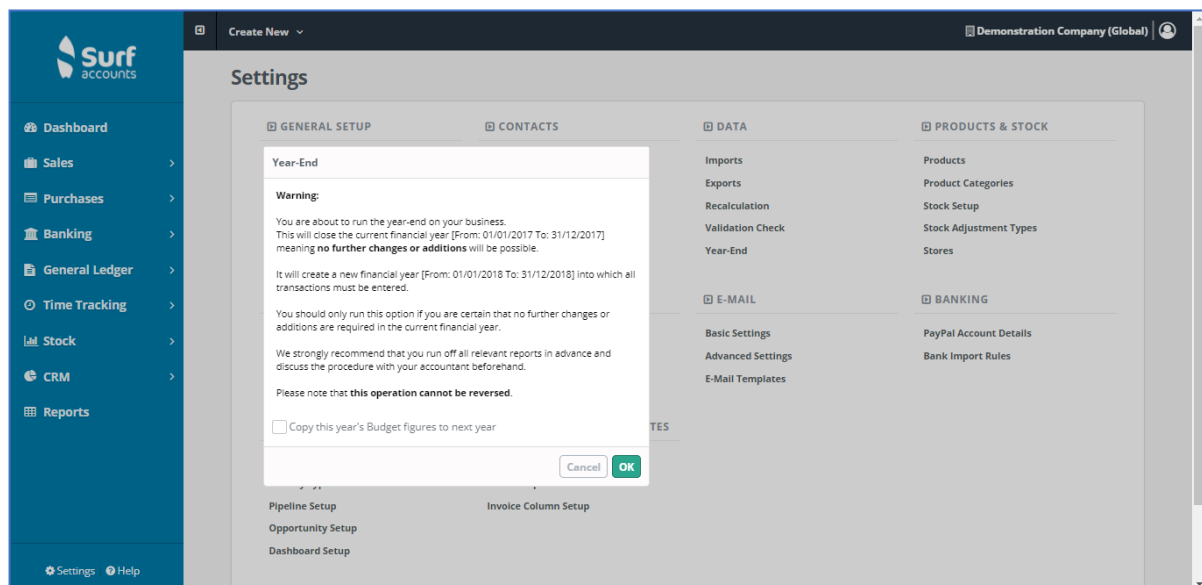 Surf
accounts
Create New
Demonstration Company (Global)
Settings
Dashboard
Sales
Purchases
Banking
General Ledger
Time Tracking
Stock
CRM
Reports
Settings Help
GENERAL SETUP
CONTACTS
DATA
Imports
Exports
Recalculation
Validation Check
Year-End
PRODUCTS & STOCK
Products
Product Categories
Stock Setup
Stock Adjustment Types
Stores
E-MAIL
Basic Settings
Advanced Settings
E-Mail Templates
BANKING
PayPal Account Details
Bank Import Rules
Year-End
Warning:
You are about to run the year-end on your business.
This will close the current financial year [From: 01/01/2017 To: 31/12/2017]
meaning no further changes or additions will be possible.
It will create a new financial year [From: 01/01/2018 To: 31/12/2018] into which all
transactions must be entered.
You should only run this option if you are certain that no further changes or
additions are required in the current financial year.
We strongly recommend that you run off all relevant reports in advance and
discuss the procedure with your accountant beforehand.
Please note that this operation cannot be reversed.
Copy this year's Budget figures to next year
Cancel OK
TES
Pipeline Setup
Opportunity Setup
Dashboard Setup
Invoice Column Setup